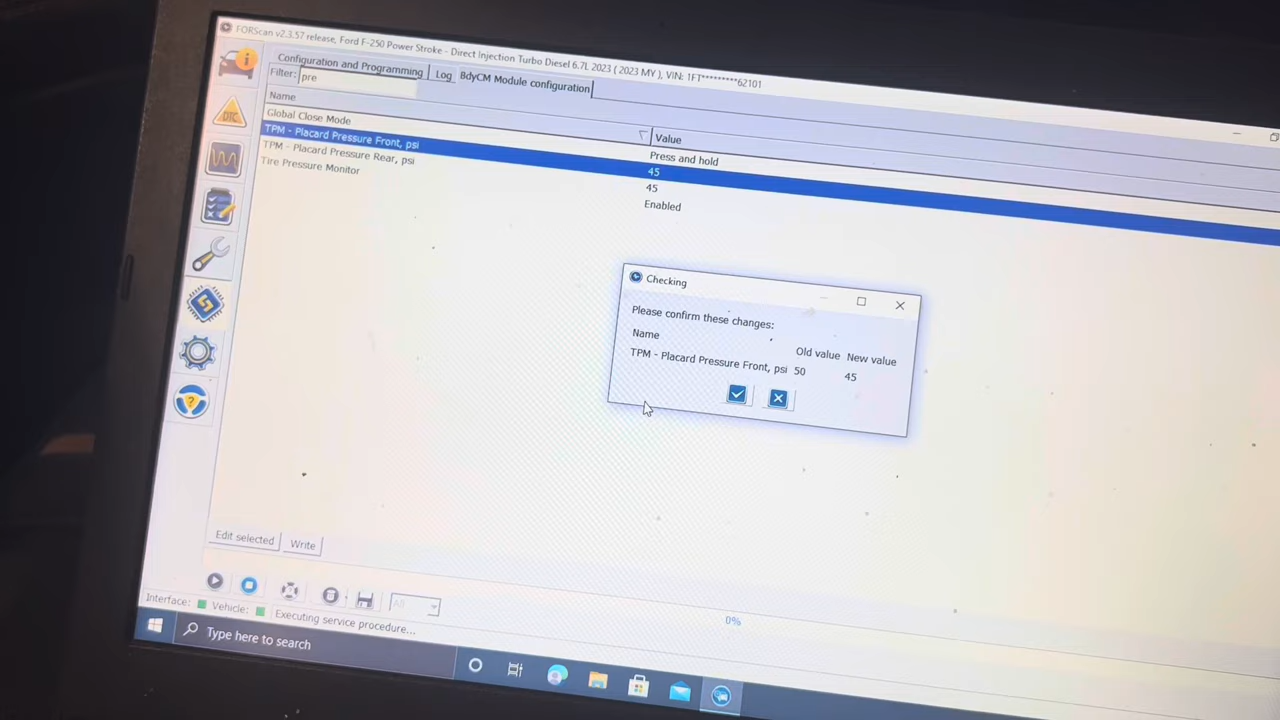 FORScan v2.3.57 release, Ford F-250 Power Stroke - Direct Injection Turbo Diesel 6.7L 2023 ( 2023 MY ), VIN: 1FT*********62101
Configuration and Programming Log BdyCM Module configuration
Filter: pre
Name Value
Global Close Mode Press and hold
TPM - Placard Pressure Front, psi 45
TPM - Placard Pressure Rear, psi 45
Tire Pressure Monitor Enabled
DTC
Checking
Please confirm these changes:
Name Old value New value
TPM - Placard Pressure Front, psi 50 45
Edit selected Write
All
Interface: Vehicle: Executing service procedure... 0%
Type here to search